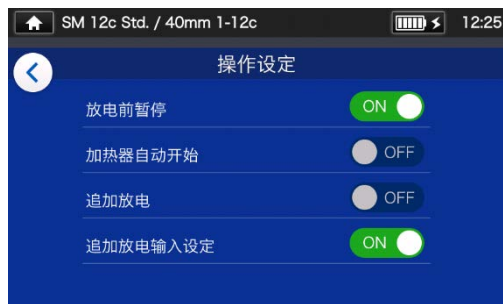 SM 12c Std. / 40mm 1-12c 12:25
操作设定
放电前暂停 ON
加热器自动开始 OFF
追加放电 OFF
追加放电输入设定 ON